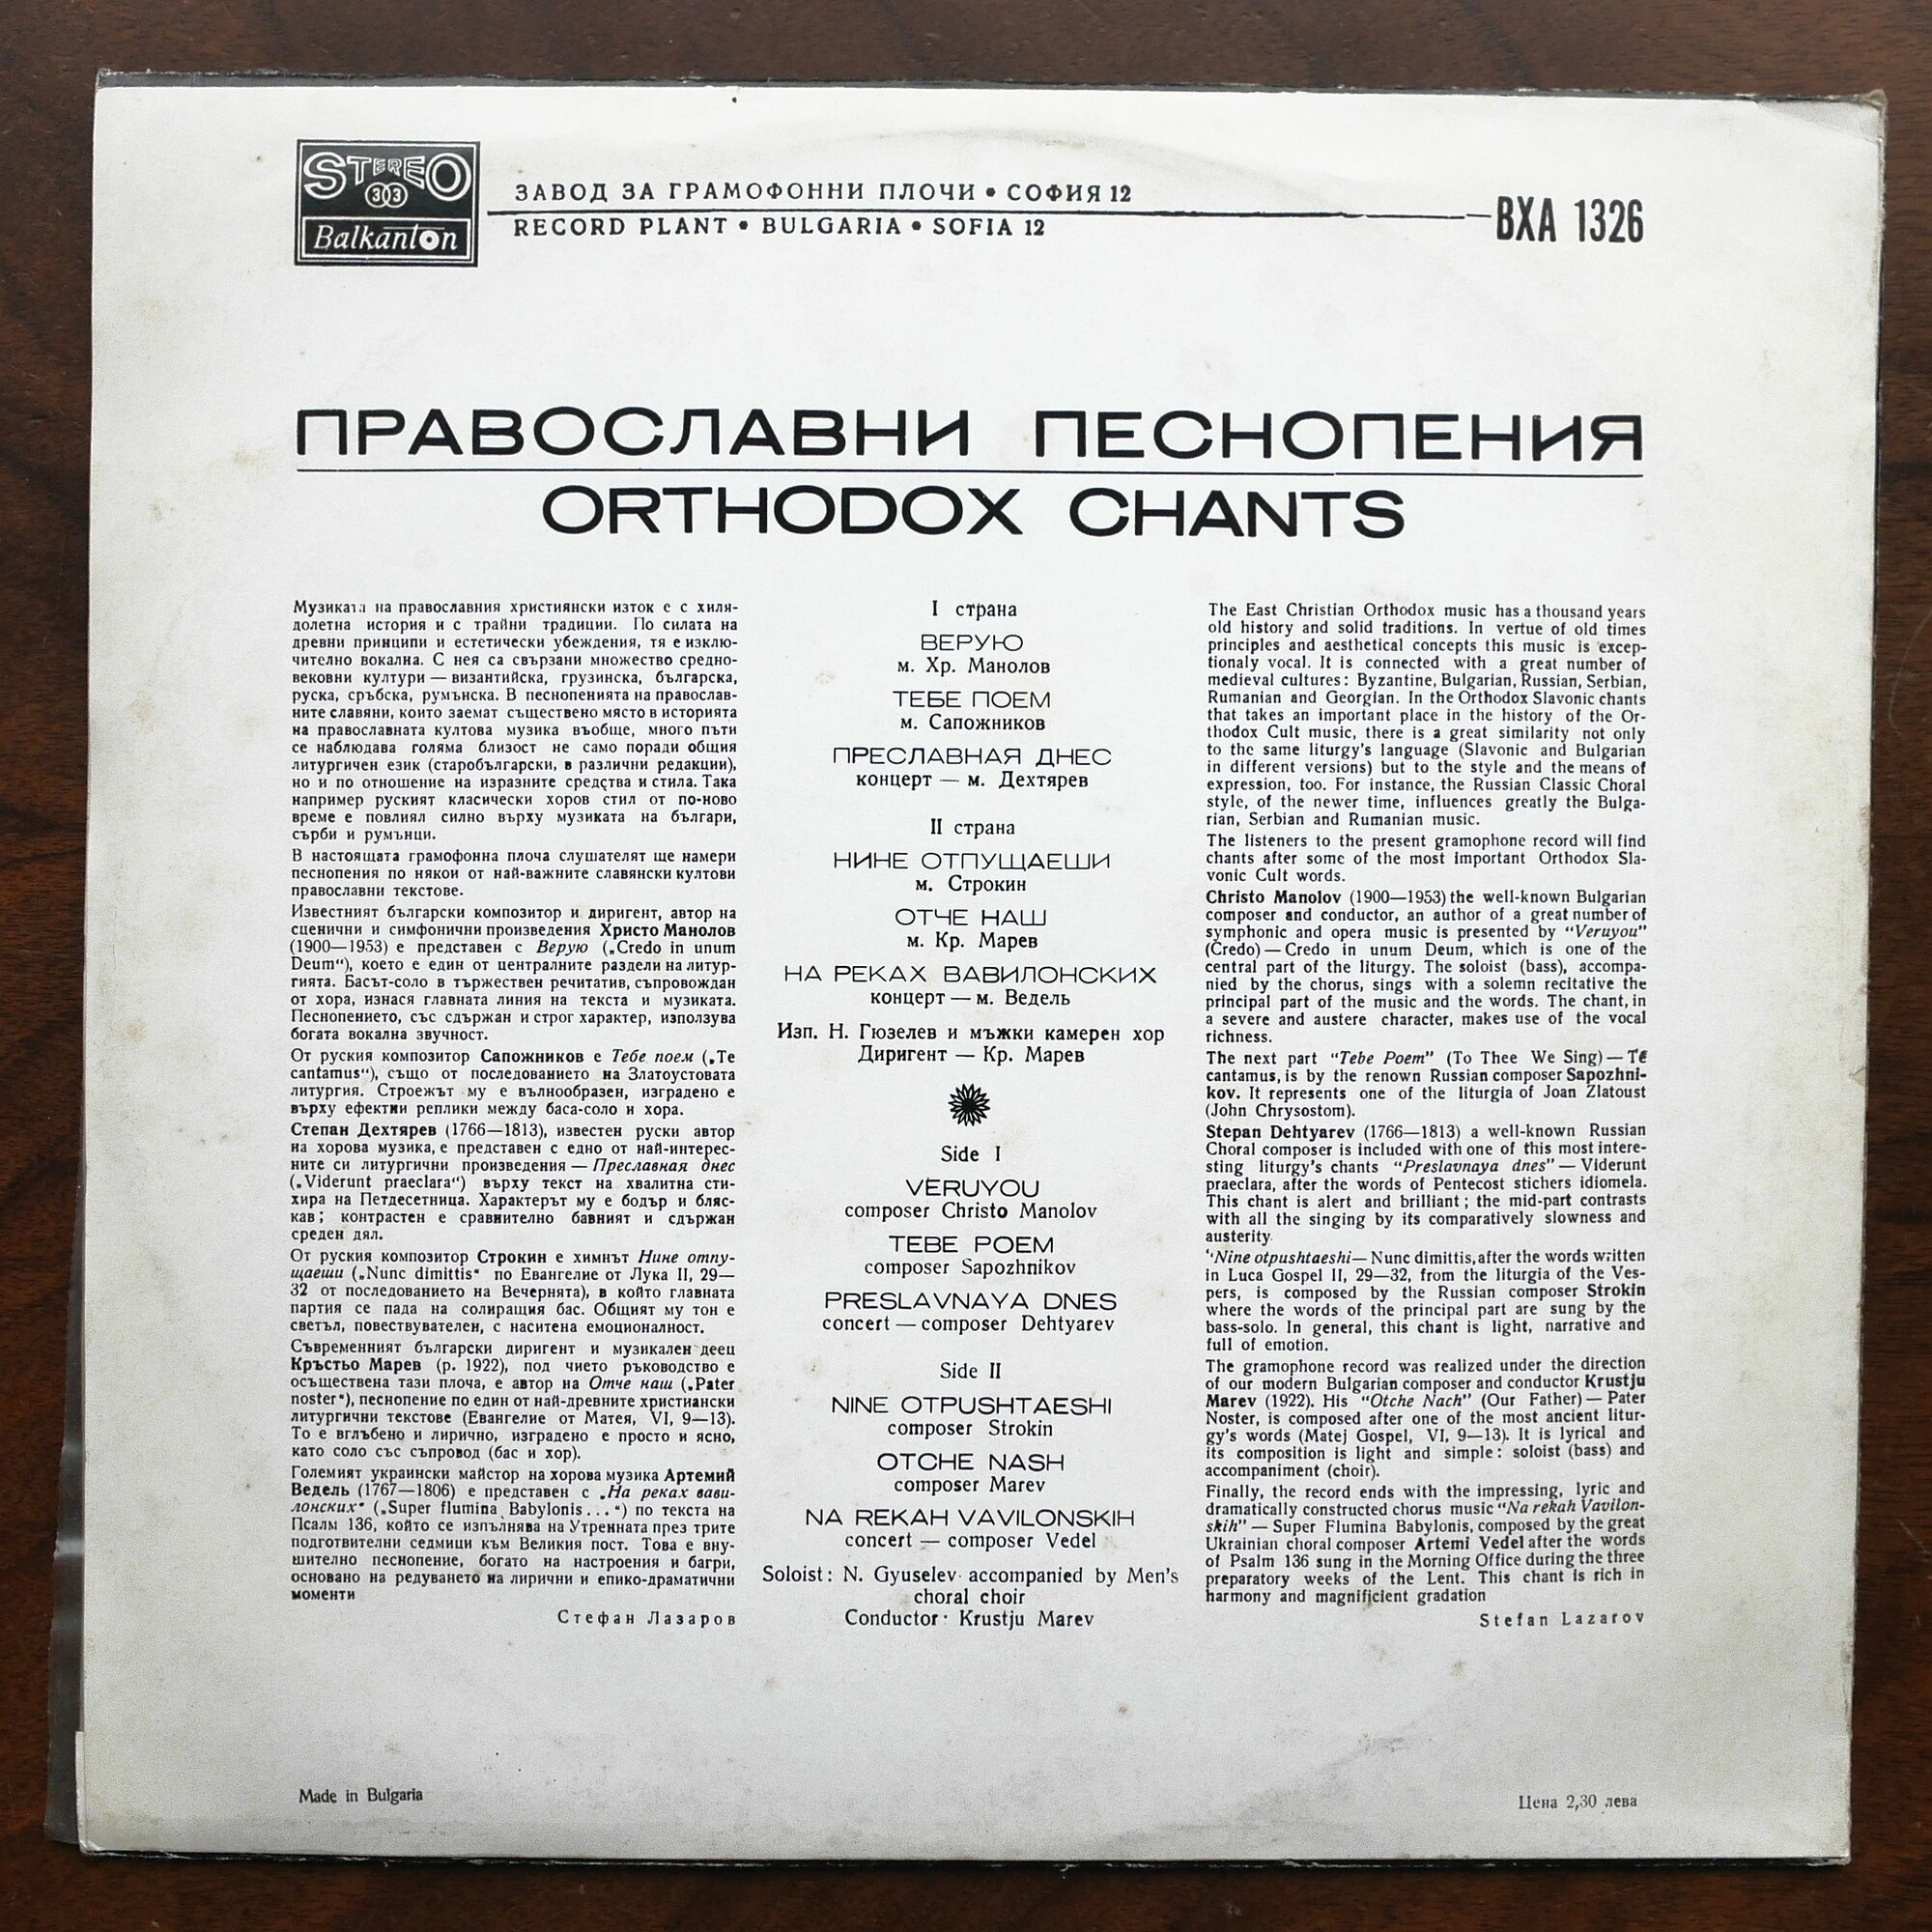 STEREO
33
Balkanton
ЗАВОД ЗА ГРАМОФОННИ ПЛОЧИ • СОФИЯ 12
RECORD PLANT • BULGARIA • SOFIA 12
ВХА 1326
ПРАВОСЛАВНИ ПЕСНОПЕНИЯ
ORTHODOX CHANTS
Музиката на православния християнски изток е с хиля-
долетна история и с трайни традиции. По силата на
древни принципи и естетически убеждения, тя е изклю-
чително вокална. С нея са свързани множество средно-
вековни култури — византийска, грузинска, българска,
руска, сръбска, румънска. В песнопенията на православ-
ните славяни, които заемат съществено място в историята
на православната култова музика въобще, много пъти
се наблюдава голяма близост не само поради общия
литургичен език (старобългарски, в различни редакции),
но и по отношение на изразните средства и стила. Така
например руският класически хоров стил от по-ново
време е повлиял силно върху музиката на българи,
сърби и румънци.
В настоящата грамофонна плоча слушателят ще намери
песнопения по някои от най-важните славянски култови
православни текстове.
Известният български композитор и диригент, автор на
сценични и симфонични произведения Христо Манолов
(1900—1953) е представен с Верую („Credo in unum
Deum“), което е един от централните раздели на литур-
гията. Басът-соло в тържествен речитатив, съпровождан
от хора, изнася главната линия на текста и музиката.
Песнопението, със сдържан и строг характер, използува
богата вокална звучност.
От руския композитор Сапожников е Тебе поем („Te
cantamus“), също от последованието на Златоустовата
литургия. Строежът му е вълнообразен, изградено е
върху ефектни реплики между баса-соло и хора.
Степан Дехтярев (1766—1813), известен руски автор
на хорова музика, е представен с едно от най-интерес-
ните си литургични произведения — Преславная днес
(„Viderunt praeclara“) върху текст на хвалитна сти-
хира на Петдесетница. Характерът му е бодър и бляс-
кав; контрастен е сравнително бавният и сдържан
среден дял.
От руския композитор Строкин е химнът Нине отпу-
щаеши („Nunc dimittis“ по Евангелие от Лука II, 29—
32 от последованието на Вечернята), в който главната
партия се пада на солиращия бас. Общият му тон е
светъл, повествувателен, с наситена емоционалност.
Съвременният български диригент и музикален деец
Кръстьо Марев (р. 1922), под чието ръководство е
осъществена тази плоча, е автор на Отче наш („Pater
noster“), песнопение по един от най-древните християнски
литургични текстове (Евангелие от Матея, VI, 9—13).
То е вглъбено и лирично, изградено е просто и ясно,
като соло със съпровод (бас и хор).
Големият украински майстор на хорова музика Артемий
Ведель (1767—1806) е представен с „На реках вави-
лонских“ („Super flumina Babylonis...“) по текста на
Псалм 136, който се изпълнява на Утренната през трите
подготвителни седмици към Великия пост. Това е вну-
шително песнопение, богато на настроения и багри,
основано на редуването на лирични и епико-драматични
моменти
Стефан Лазаров
I страна
ВЕРУЮ
м. Хр. Манолов
ТЕБЕ ПОЕМ
м. Сапожников
ПРЕСЛАВНАЯ ДНЕС
концерт — м. Дехтярев
II страна
НИНЕ ОТПУЩАЕШИ
м. Строкин
ОТЧЕ НАШ
м. Кр. Марев
НА РЕКАХ ВАВИЛОНСКИХ
концерт — м. Ведель
Изп. Н. Гюзелев и мъжки камерен хор
Диригент — Кр. Марев
Side I
VERUYOU
composer Christo Manolov
TEBE POEM
composer Sapozhnikov
PRESLAVNAYA DNES
concert — composer Dehtyarev
Side II
NINE OTPUSHTAESHI
composer Strokin
OTCHE NASH
composer Marev
NA REKAH VAVILONSKIH
concert — composer Vedel
Soloist: N. Gyuselev accompanied by Men's
choral choir
Conductor · Krustju Marev
The East Christian Orthodox music has a thousand years
old history and solid traditions. In vertue of old times
principles and aesthetical concepts this music is excep-
tionaly vocal. It is connected with a great number of
medieval cultures: Byzantine, Bulgarian, Russian, Serbian,
Rumanian and Georgian. In the Orthodox Slavonic chants
that takes an important place in the history of the Or-
thodox Cult music, there is a great similarity not only
to the same liturgy's language (Slavonic and Bulgarian
in different versions) but to the style and the means of
expression, too. For instance, the Russian Classic Choral
style, of the newer time, influences greatly the Bulga-
rian, Serbian and Rumanian music.
The listeners to the present gramophone record will find
chants after some of the most important Orthodox Sla-
vonic Cult words.
Christo Manolov (1900—1953) the well-known Bulgarian
composer and conductor, an author of a great number of
symphonic and opera music is presented by “Veruyou”
(Credo) — Credo in unum Deum, which is one of the
central part of the liturgy. The soloist (bass), accompa-
nied by the chorus, sings with a solemn recitative the
principal part of the music and the words. The chant, in
a severe and austere character, makes use of the vocal
richness.
The next part “Tebe Poem” (To Thee We Sing) — Te
cantamus, is by the renown Russian composer Sapozhni-
kov. It represents one of the liturgia of Joan Zlatoust
(John Chrysostom).
Stepan Dehtyarev (1766—1813) a well-known Russian
Choral composer is included with one of this most intere-
sting liturgy's chants “Preslavnaya dnes” — Viderunt
praeclara, after the words of Pentecost stichers idiomela.
This chant is alert and brilliant; the mid-part contrasts
with all the singing by its comparatively slowness and
austerity
“Nine otpushtaeshi — Nunc dimittis, after the words written
in Luca Gospel II, 29—32, from the liturgia of the Ves-
pers, is composed by the Russian composer Strokin
where the words of the principal part are sung by the
bass-solo. In general, this chant is light, narrative and
full of emotion.
The gramophone record was realized under the direction
of our modern Bulgarian composer and conductor Krustju
Marev (1922). His “Otche Nach” (Our Father) — Pater
Noster, is composed after one of the most ancient litur-
gy's words (Matej Gospel, VI, 9—13). It is lyrical and
its composition is light and simple: soloist (bass) and
accompaniment (choir).
Finally, the record ends with the impressing, lyric and
dramatically constructed chorus music “Na rekah Vavilon-
skih” — Super Flumina Babylonis, composed by the great
Ukrainian choral composer Artemi Vedel after the words
of Psalm 136 sung in the Morning Office during the three
preparatory weeks of the Lent. This chant is rich in
harmony and magnificient gradation
Stefan Lazarov
Made in Bulgaria
Цена 2,30 лева